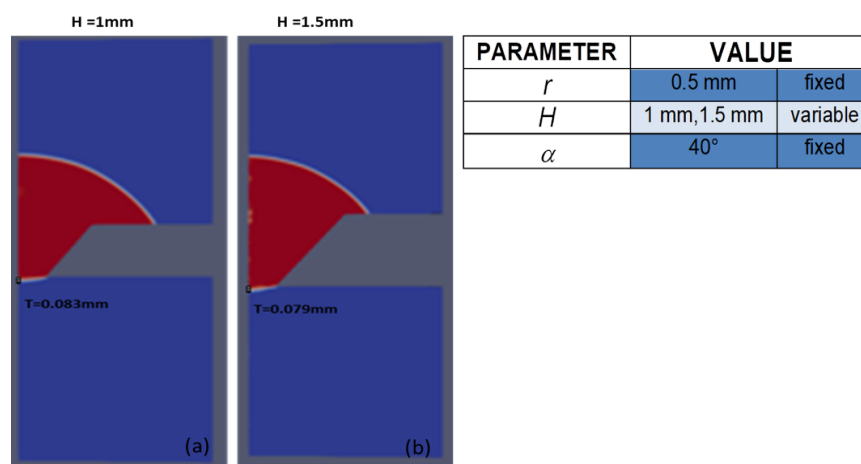 H =1mm
H =1.5mm
T=0.083mm
T=0.079mm
(a)
(b)
PARAMETER VALUE
r 0.5 mm fixed
H 1 mm,1.5 mm variable
α 40° fixed